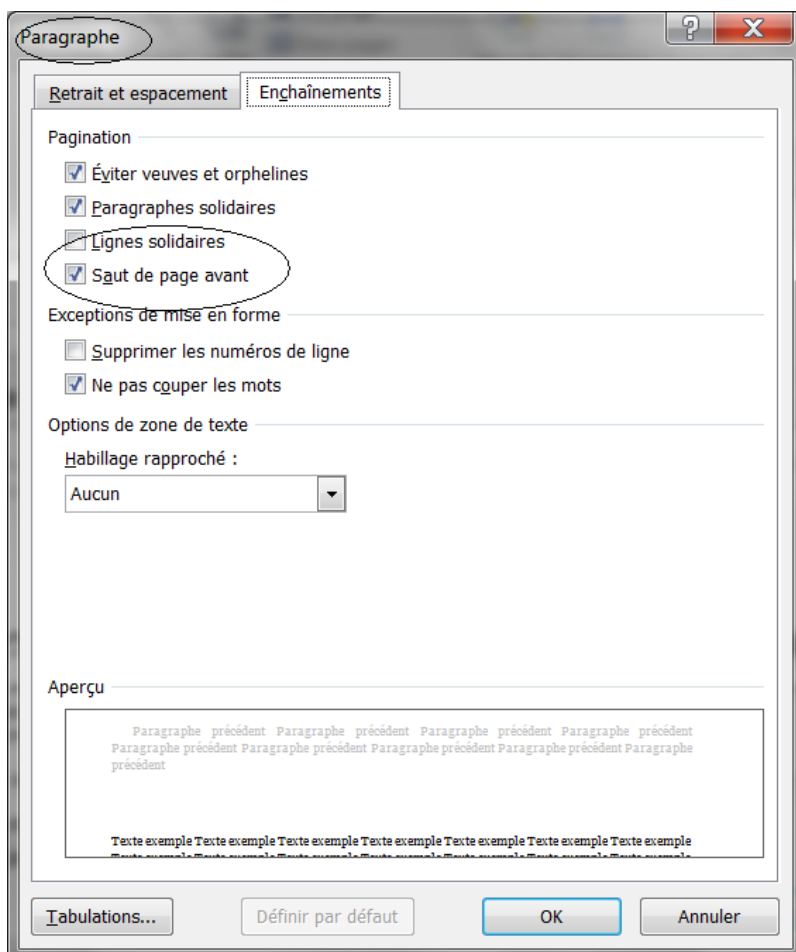 Paragraphe
Retrait et espacement
Enchaînements
Pagination
Éviter veuves et orphelines
Paragraphes solidaires
Lignes solidaires
Saut de page avant
Exceptions de mise en forme
Supprimer les numéros de ligne
Ne pas couper les mots
Options de zone de texte
Habillage rapproché :
Aucun
Aperçu
Paragraphe précédent Paragraphe précédent Paragraphe précédent Paragraphe précédent
Paragraphe précédent Paragraphe précédent Paragraphe précédent Paragraphe précédent Paragraphe
précédent
Texte exemple Texte exemple Texte exemple Texte exemple Texte exemple Texte exemple Texte exemple
Tabulations...
Définir par défaut
OK
Annuler